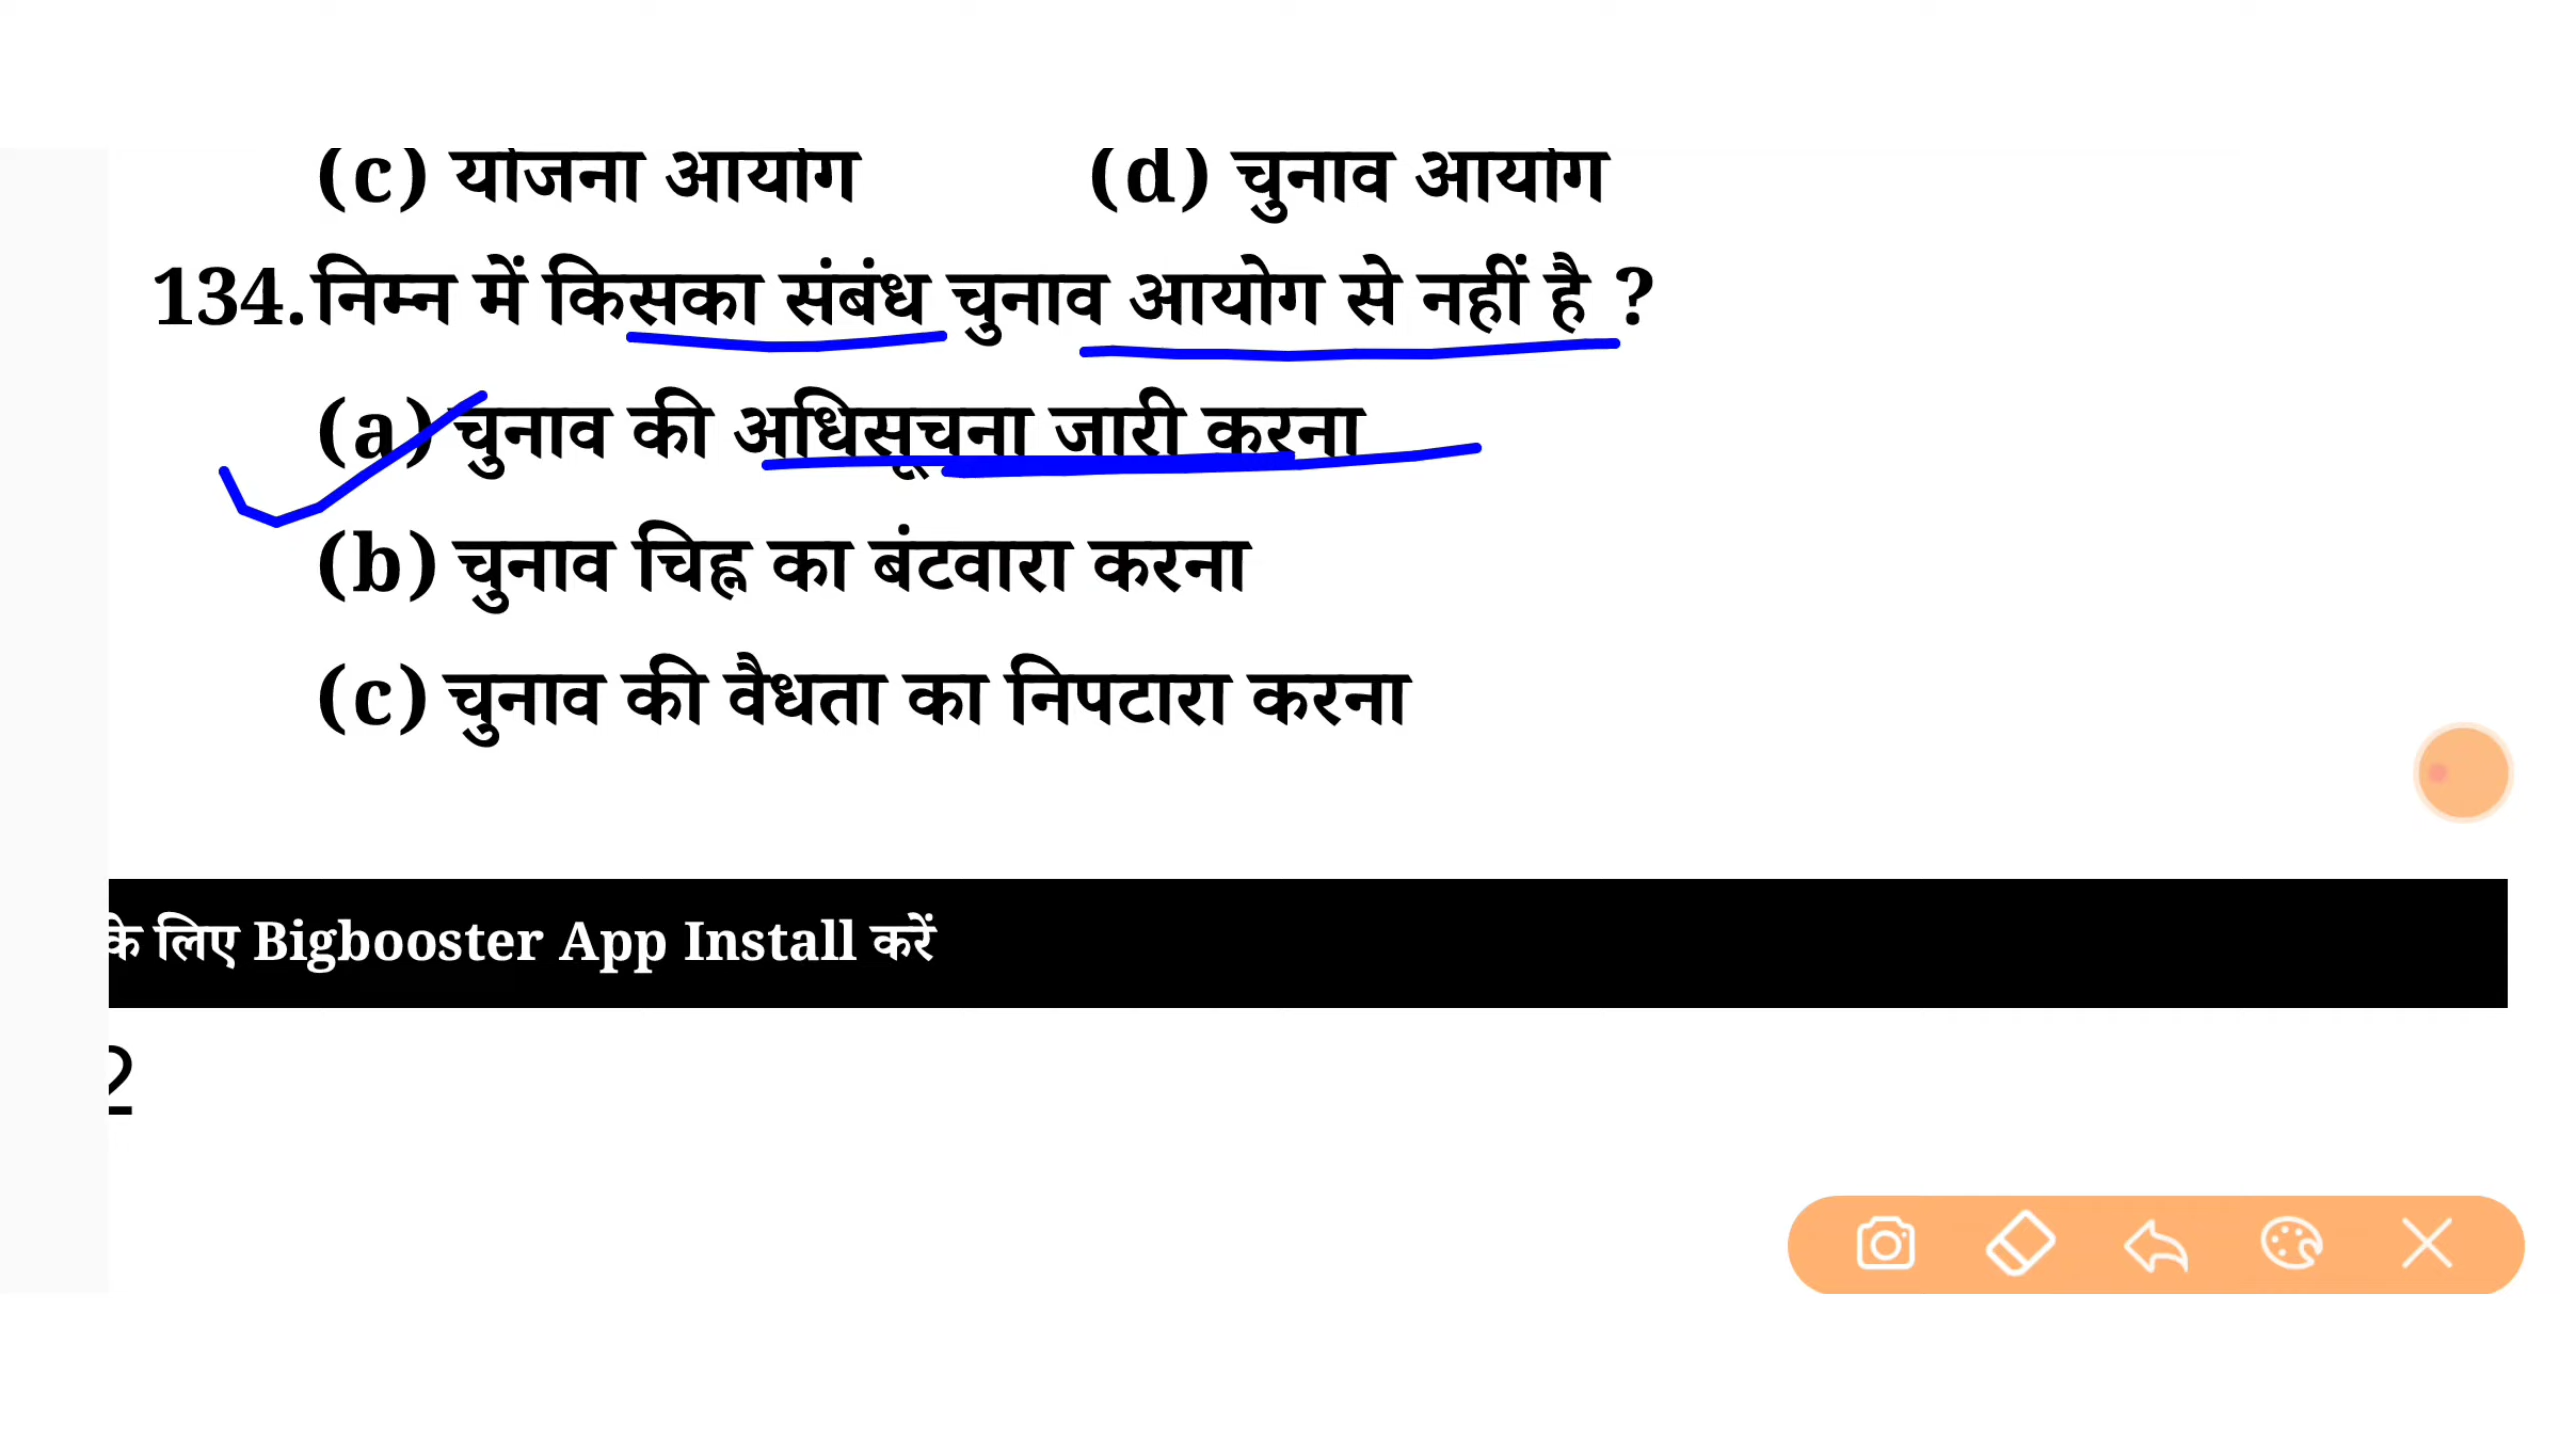 (c) योजना आयोग (d) चुनाव आयोग
134. निम्न में किसका संबंध चुनाव आयोग से नहीं है ?
(a) चुनाव की अधिसूचना जारी करना
(b) चुनाव चिह्न का बंटवारा करना
(c) चुनाव की वैधता का निपटारा करना
के लिए Bigbooster App Install करें
2